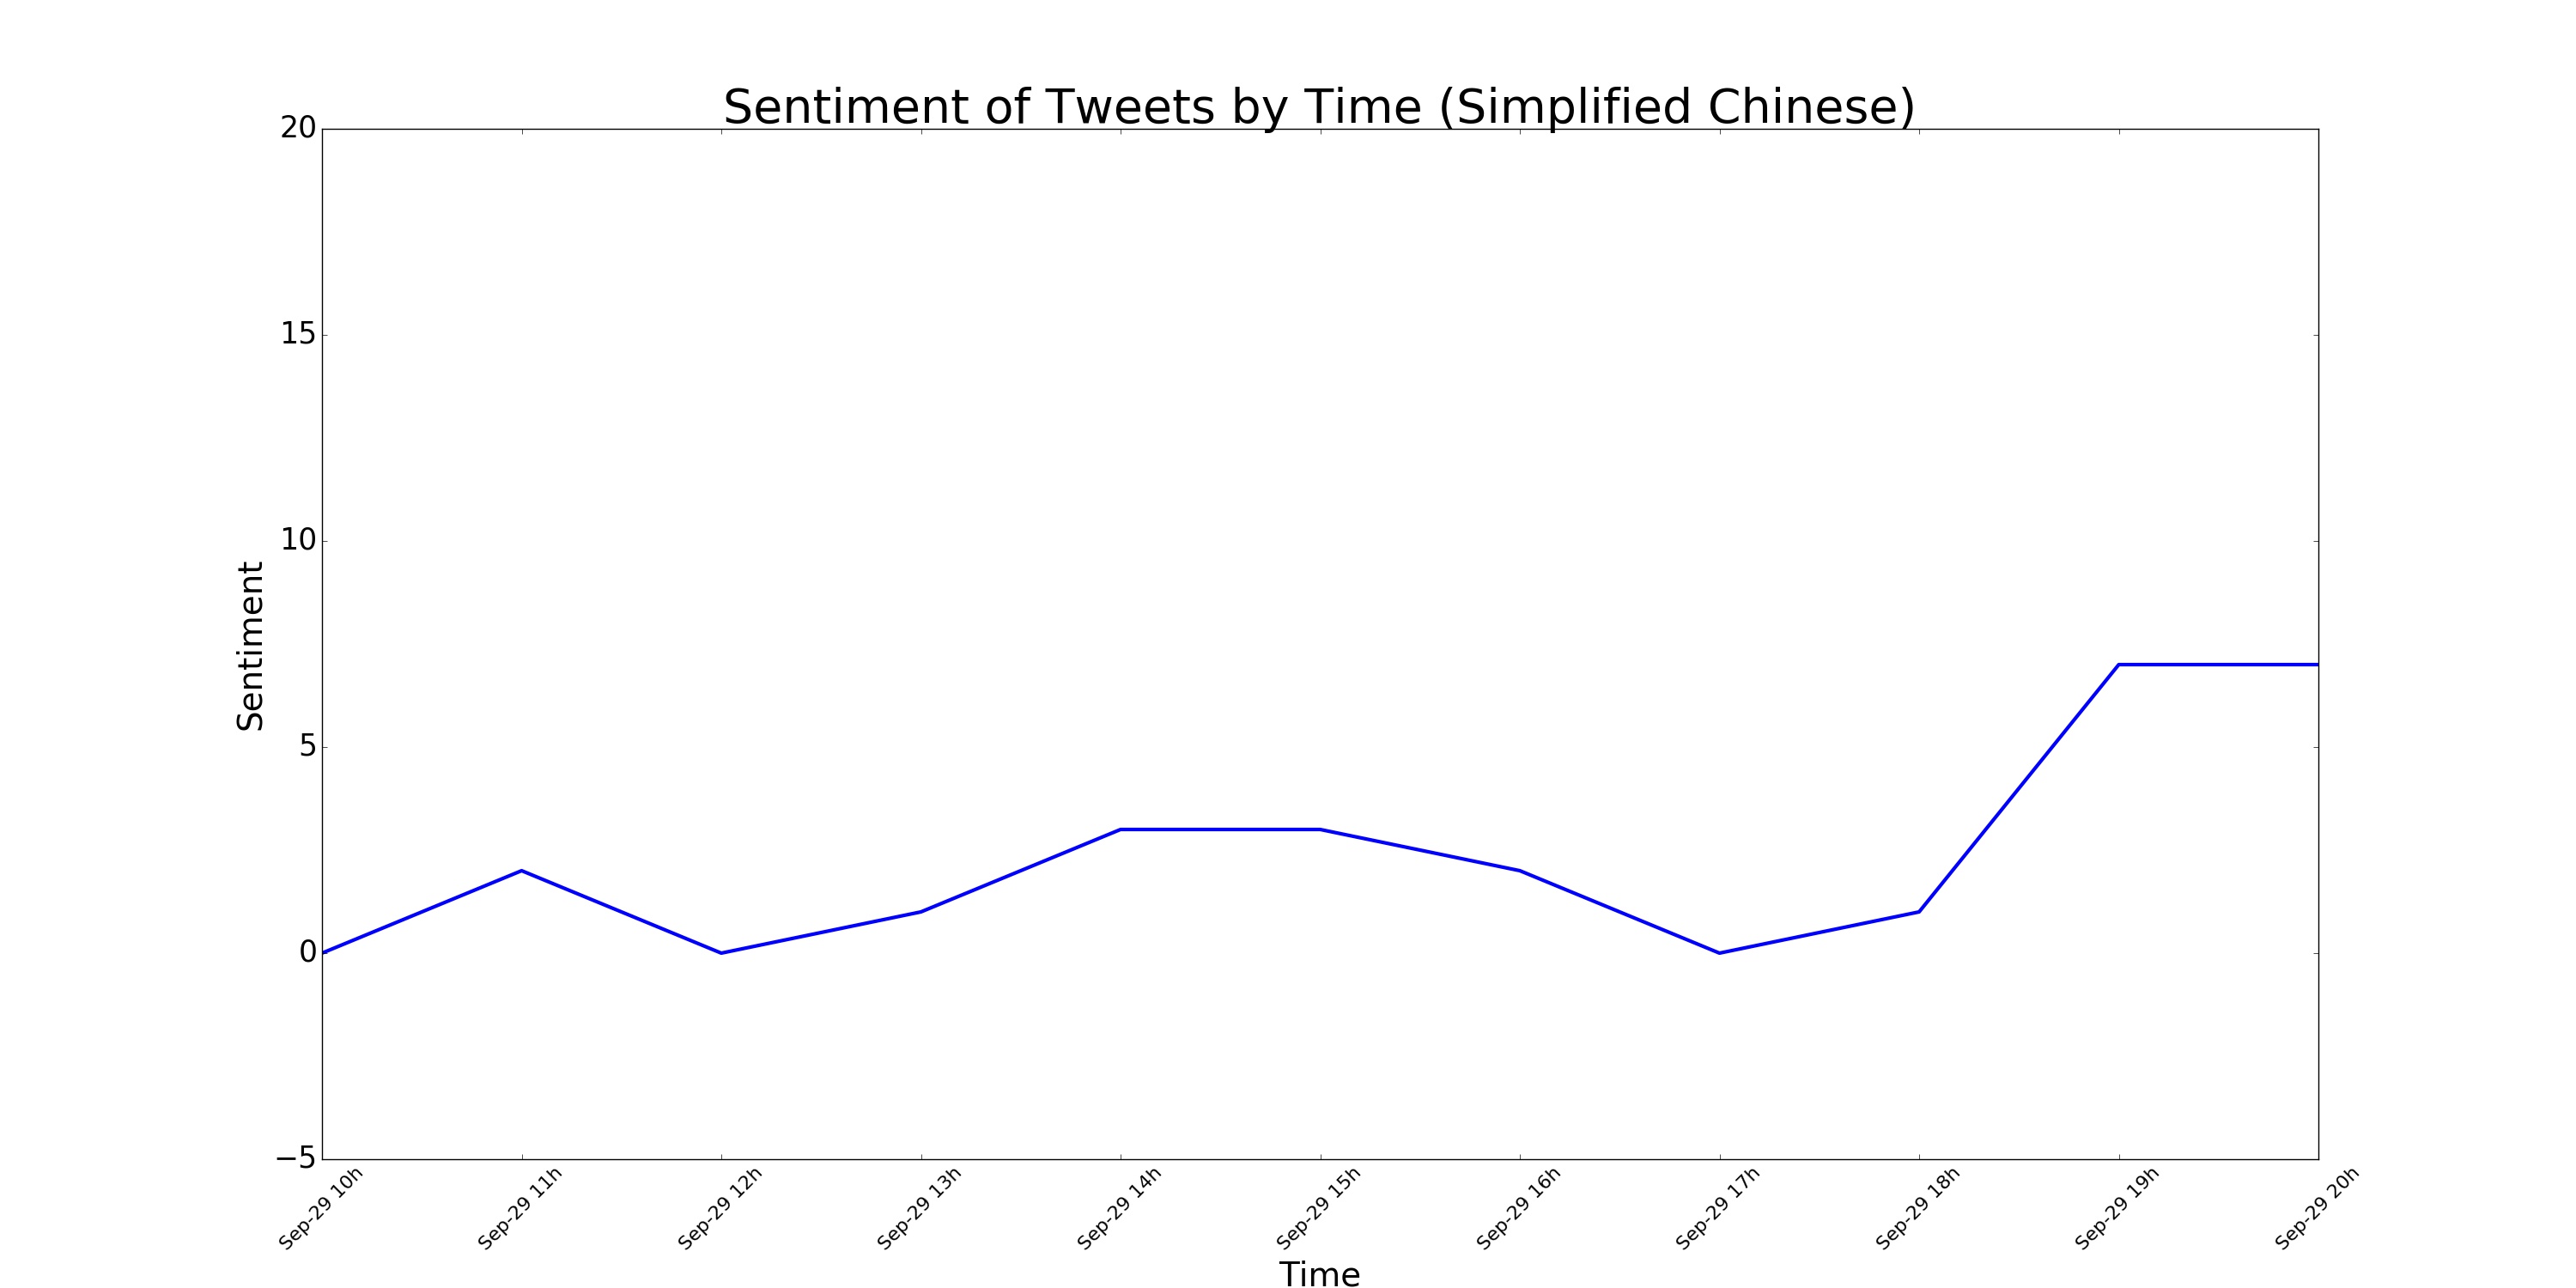 Sentiment of Tweets by Time (Simplified Chinese)
20
15
10
5
0
−5
Sentiment
Sep-29 10h
Sep-29 11h
Sep-29 12h
Sep-29 13h
Sep-29 14h
Sep-29 15h
Sep-29 16h
Sep-29 17h
Sep-29 18h
Sep-29 19h
Sep-29 20h
Time